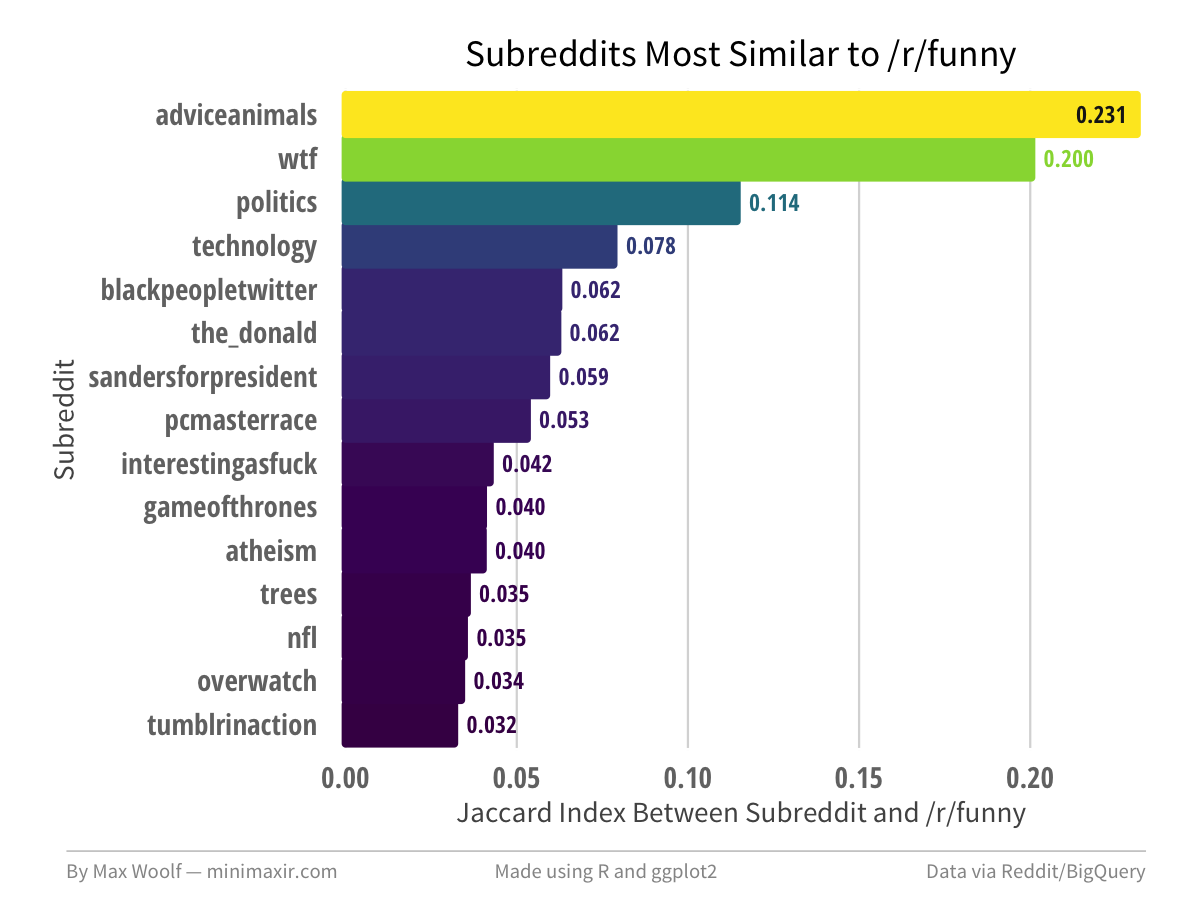 Subreddits Most Similar to /r/funny
adviceanimals 0.231
wtf 0.200
politics 0.114
technology 0.078
blackpeopletwitter 0.062
the_donald 0.062
sandersforpresident 0.059
pcmasterrace 0.053
interestingasfuck 0.042
gameofthrones 0.040
atheism 0.040
trees 0.035
nfl 0.035
overwatch 0.034
tumblrinaction 0.032
Subreddit
0.00 0.05 0.10 0.15 0.20
Jaccard Index Between Subreddit and /r/funny
By Max Woolf — minimaxir.com Made using R and ggplot2 Data via Reddit/BigQuery